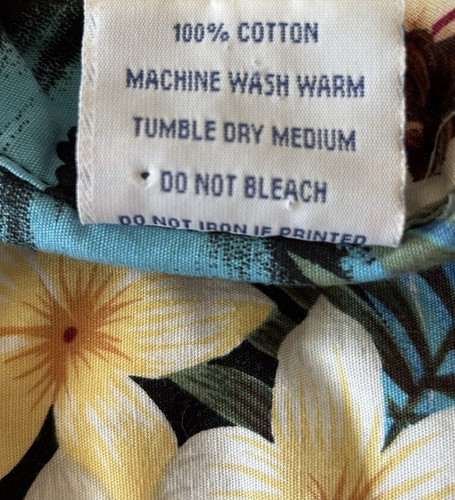 100% COTTON
MACHINE WASH WARM
TUMBLE DRY MEDIUM
DO NOT BLEACH
DO NOT IRON IF PRINTED